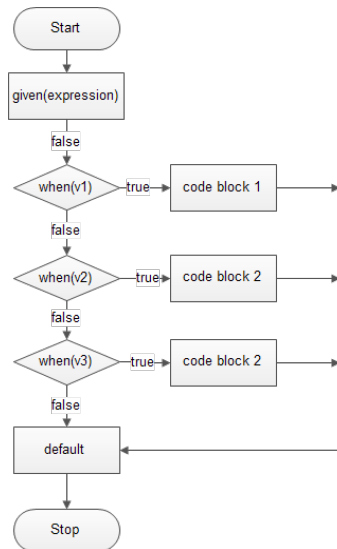 Start
given(expression)
false
when(v1)
true
code block 1
false
when(v2)
true
code block 2
false
when(v3)
true
code block 2
false
default
Stop